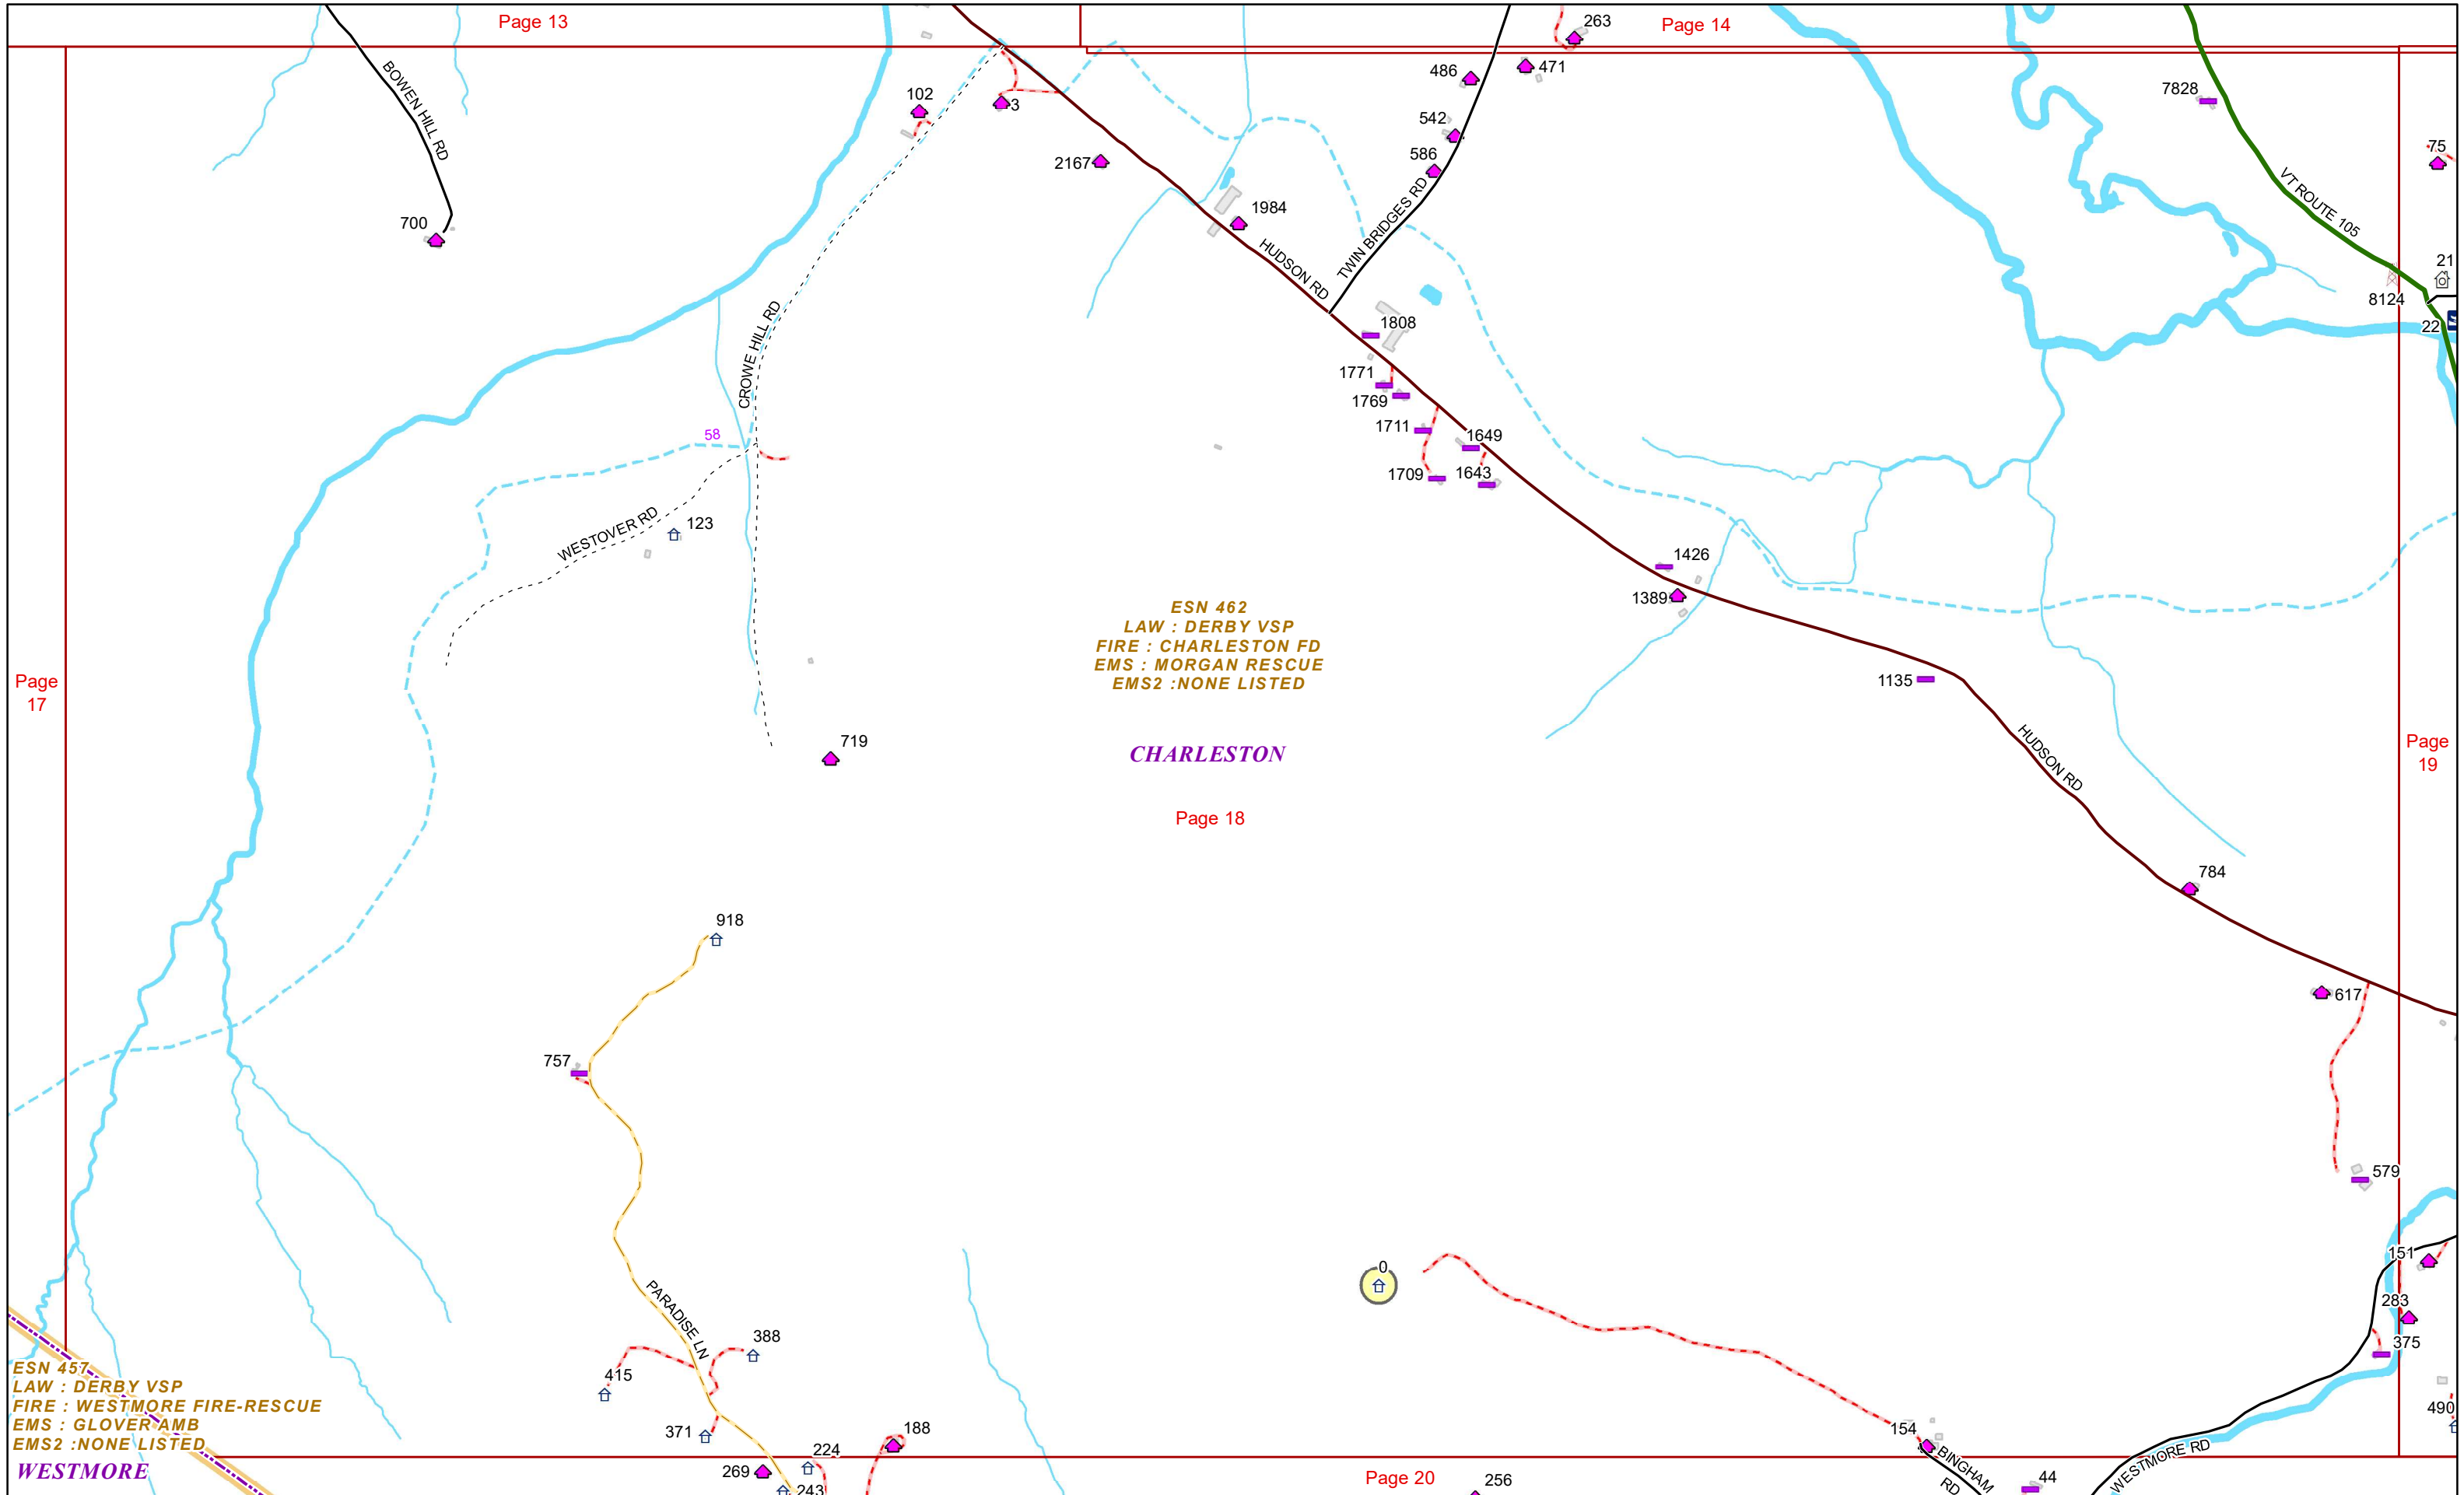 Page 13
Page 14
263
471
486
BOWEN HILL RD
7828
102
3
542
2167
586
75
VT ROUTE 105
700
1984
HUDSON RD
TWIN BRIDGES RD
21
8124
22
CROWE HILL RD
1808
1771
1769
1711
1649
58
1709
1643
WESTOVER RD
123
1426
1389
ESN 462
LAW : DERBY VSP
FIRE : CHARLESTON FD
EMS : MORGAN RESCUE
EMS2 :NONE LISTED
1135
Page
17
719
CHARLESTON
HUDSON RD
Page
19
Page 18
784
918
617
757
579
0
151
PARADISE LN
283
388
375
415
ESN 457
LAW : DERBY VSP
FIRE : WESTMORE FIRE-RESCUE
EMS : GLOVER AMB
EMS2 :NONE LISTED
WESTMORE
371
188
490
154
224
269
243
Page 20
256
BINGHAM
RD
44
WESTMORE RD